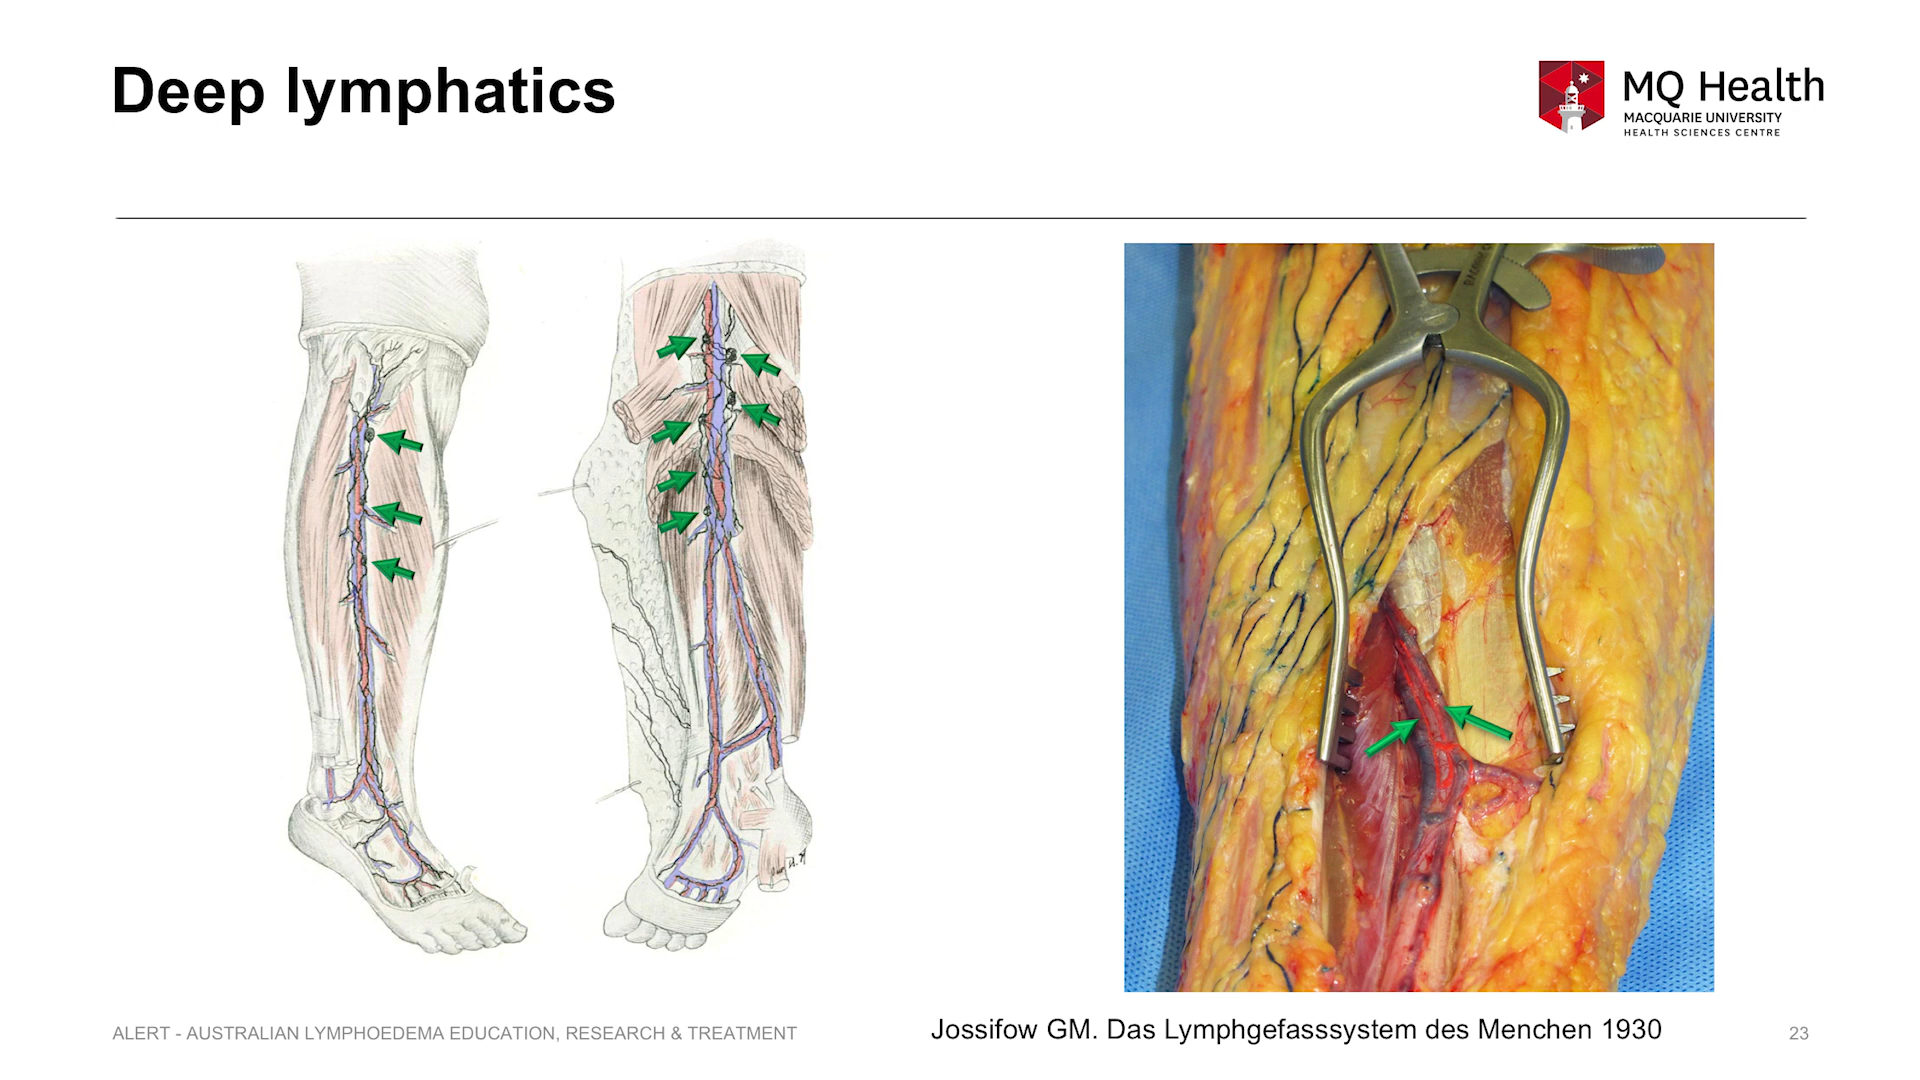 Deep lymphatics
MQ Health
MACQUARIE UNIVERSITY
HEALTH SCIENCES CENTRE
ALERT - AUSTRALIAN LYMPHOEDEMA EDUCATION, RESEARCH & TREATMENT
Jossifow GM. Das Lymphgefasssystem des Menchen 1930
23